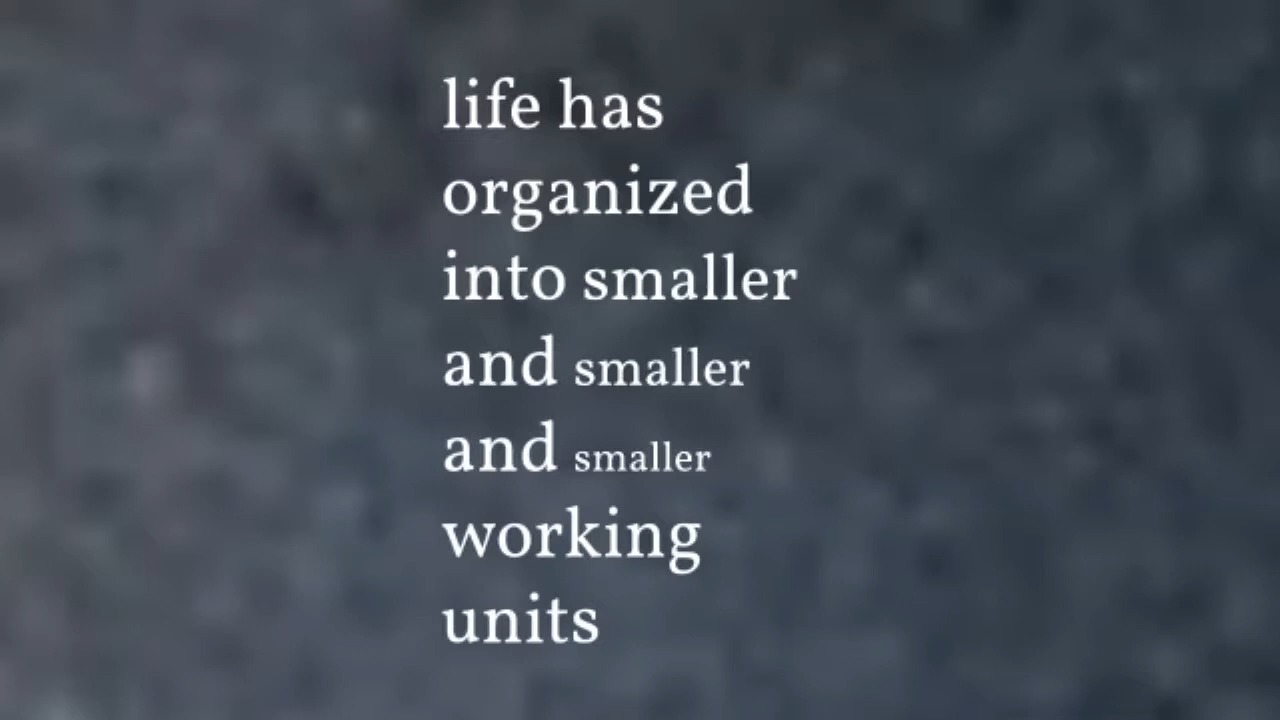 life has
organized
into smaller
and smaller
and smaller
working
units